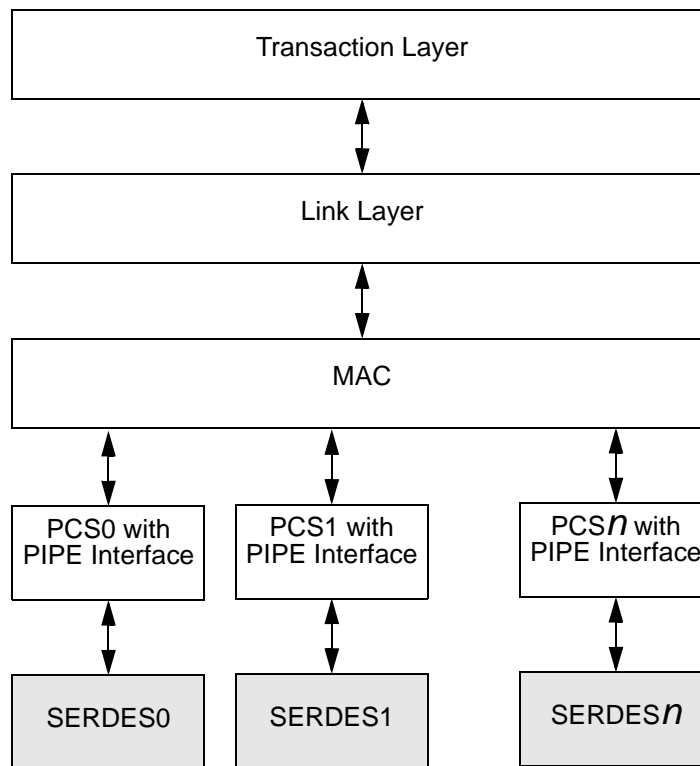 Transaction Layer
Link Layer
MAC
PCS0 with
PIPE Interface
PCS1 with
PIPE Interface
PCSn with
PIPE Interface
SERDES0
SERDES1
SERDESn